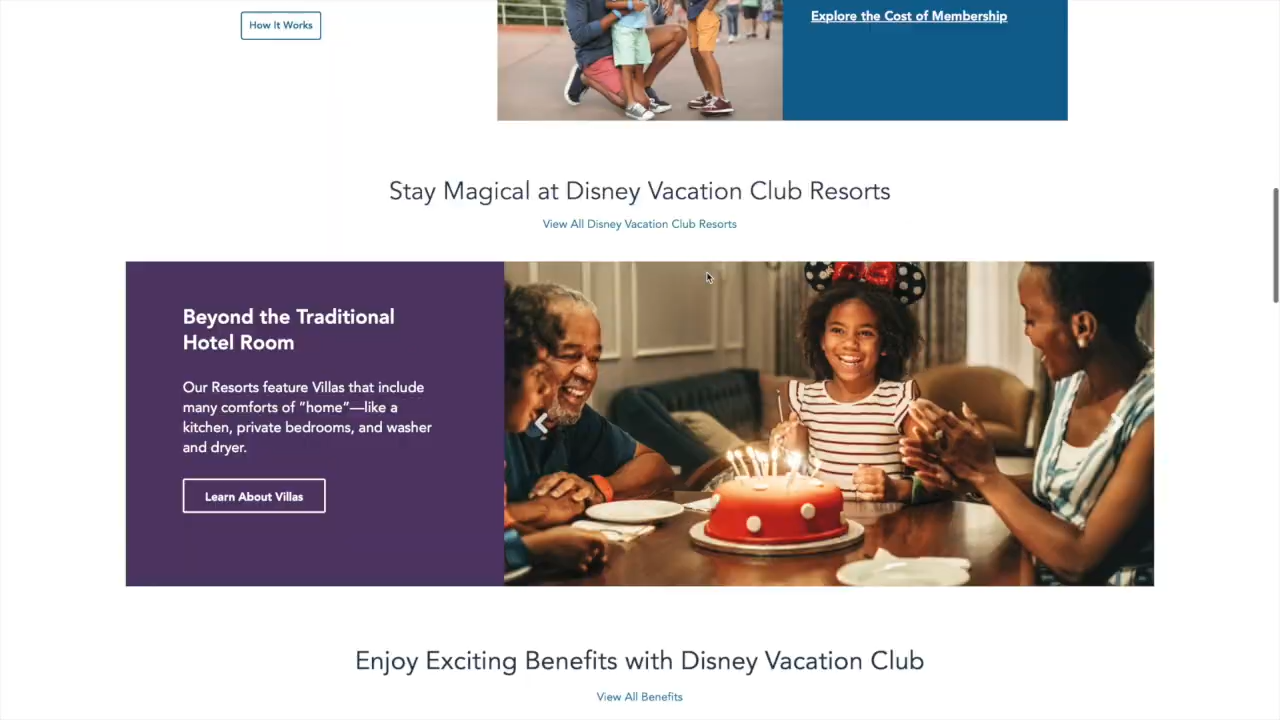 How It Works
Explore the Cost of Membership
Stay Magical at Disney Vacation Club Resorts
View All Disney Vacation Club Resorts
Beyond the Traditional
Hotel Room
Our Resorts feature Villas that include
many comforts of "home"—like a
kitchen, private bedrooms, and washer
and dryer.
Learn About Villas
Enjoy Exciting Benefits with Disney Vacation Club
View All Benefits